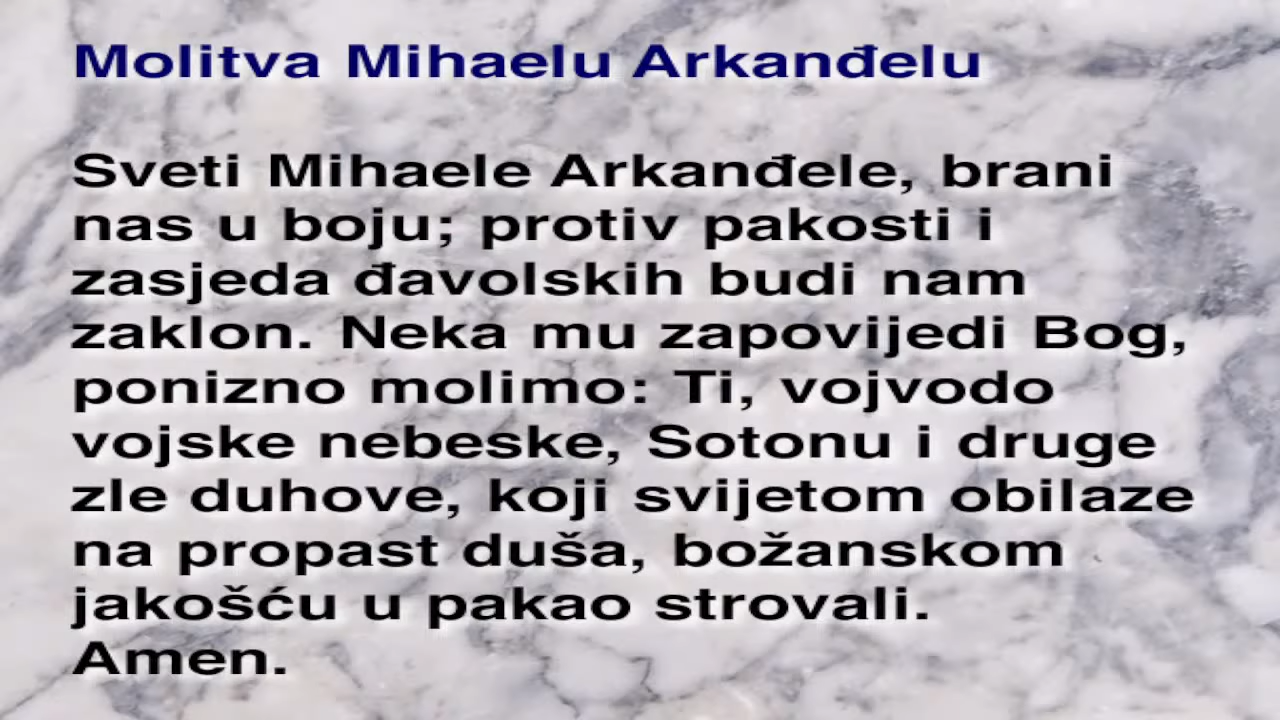 Molitva Mihaelu Arkanđelu
Sveti Mihaele Arkanđele, brani
nas u boju; protiv pakosti i
zasjeda đavolskih budi nam
zaklon. Neka mu zapovijedi Bog,
ponizno molimo: Ti, vojvodo
vojske nebeske, Sotonu i druge
zle duhove, koji svijetom obilaze
na propast duša, božanskom
jakošću u pakao strovali.
Amen.